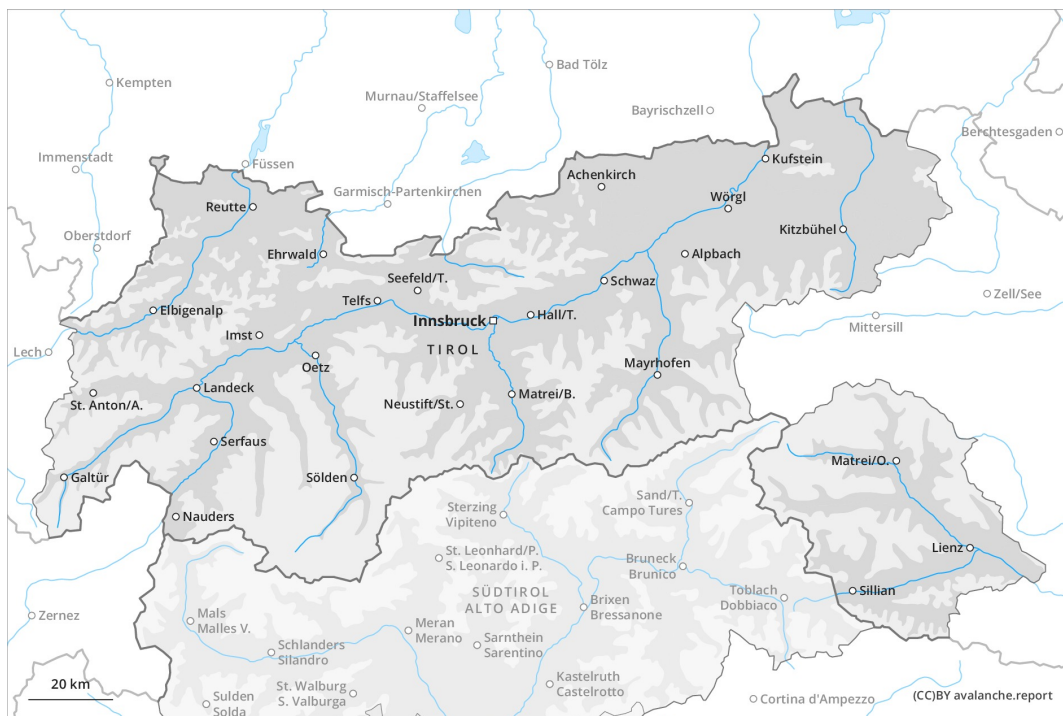 Kempten
Bad Tölz
Murnau/Staffelsee
Bayrischzell
Berchtesgaden
Immenstadt
Füssen
Kufstein
Achenkirch
Garmisch-Partenkirchen
Reutte
Wörgl
Oberstdorf
Kitzbühel
Ehrwald
Alpbach
Seefeld/T.
Schwaz
Zell/See
Telfs
Elbigenalp
Hall/T.
Innsbruck
Mittersill
Imst
TIROL
Lech
Oetz
Mayrhofen
Landeck
St. Anton/A.
Neustift/St.
Matrei/B.
Serfaus
Matrei/O.
Galtür
Sölden
Sand/T.
Campo Tures
Sterzing
Vipiteno
Nauders
Lienz
St. Leonhard/P.
S. Leonardo i. P.
Bruneck
Brunico
SÜDTIROL
ALTO ADIGE
Toblach
Dobbiaco
Sillian
Brixen
Bressanone
Zernez
Mals
Malles V.
Meran
Merano
Sarnthein
Sarentino
Schlanders
Silandro
Kastelruth
Castelrotto
20 km
St. Walburg
S. Valburga
Sulden
Solda
Cortina d'Ampezzo
(CC)BY avalanche.report